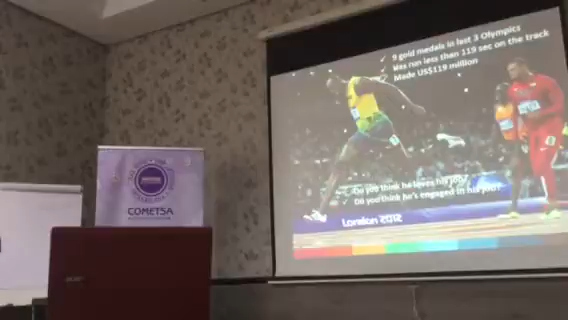 9 gold medals in last 3 Olympics
Was run less than 119 sec on the track
Made US$119 million
Do you think he loves his job?
Do you think he's engaged in his job?
London 2012
COMETSA
acer